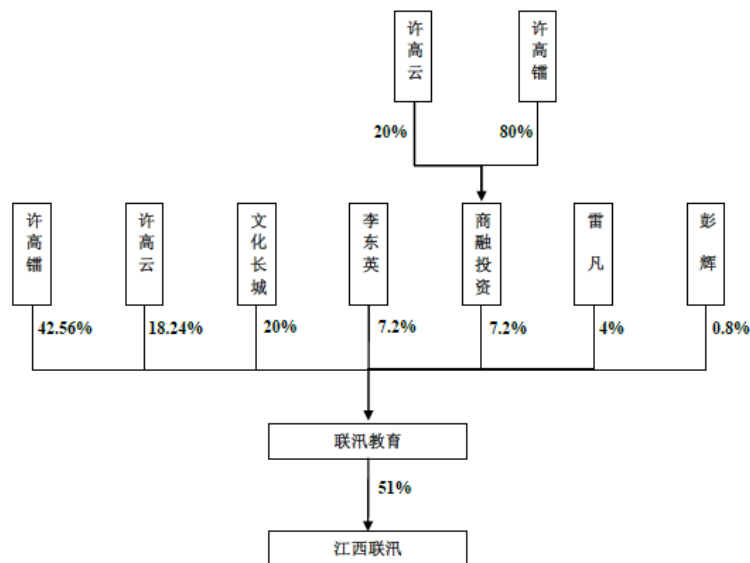 许高云
许高镭
20%
80%
许高镭
许高云
文化长城
李东英
商融投资
雷凡
彭辉
42.56%
18.24%
20%
7.2%
7.2%
4%
0.8%
联汛教育
51%
江西联汛